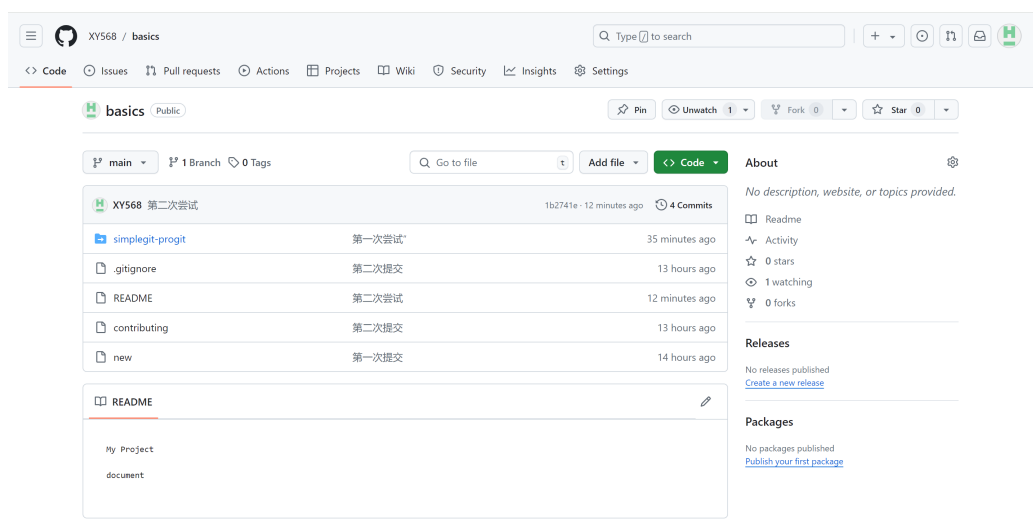 XY568 / basics
Type / to search
Code Issues Pull requests Actions Projects Wiki Security Insights Settings
basics Public Pin Unwatch 1 Fork 0 Star 0
main 1 Branch 0 Tags Go to file t Add file Code
XY568 第二次尝试 1b2741e · 12 minutes ago 4 Commits
simplegit-progit 第一次尝试" 35 minutes ago
.gitignore 第二次提交 13 hours ago
README 第二次尝试 12 minutes ago
contributing 第二次提交 13 hours ago
new 第一次提交 14 hours ago
README
My Project
document
About
No description, website, or topics provided.
Readme
Activity
0 stars
1 watching
0 forks
Releases
No releases published
Create a new release
Packages
No packages published
Publish your first package